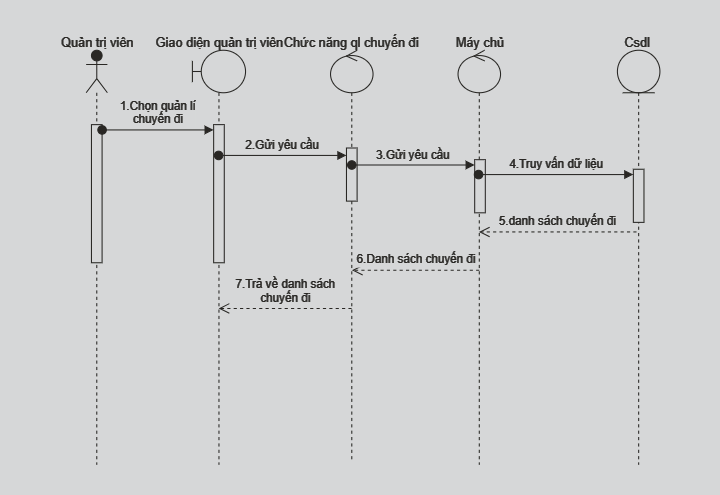 Quản trị viên
Giao diện quản trị viên
Chức năng ql chuyến đi
Máy chủ
Csdl
1.Chọn quản lí
chuyến đi
2.Gửi yêu cầu
3.Gửi yêu cầu
4.Truy vấn dữ liệu
5.danh sách chuyến đi
6.Danh sách chuyến đi
7.Trả về danh sách
chuyến đi